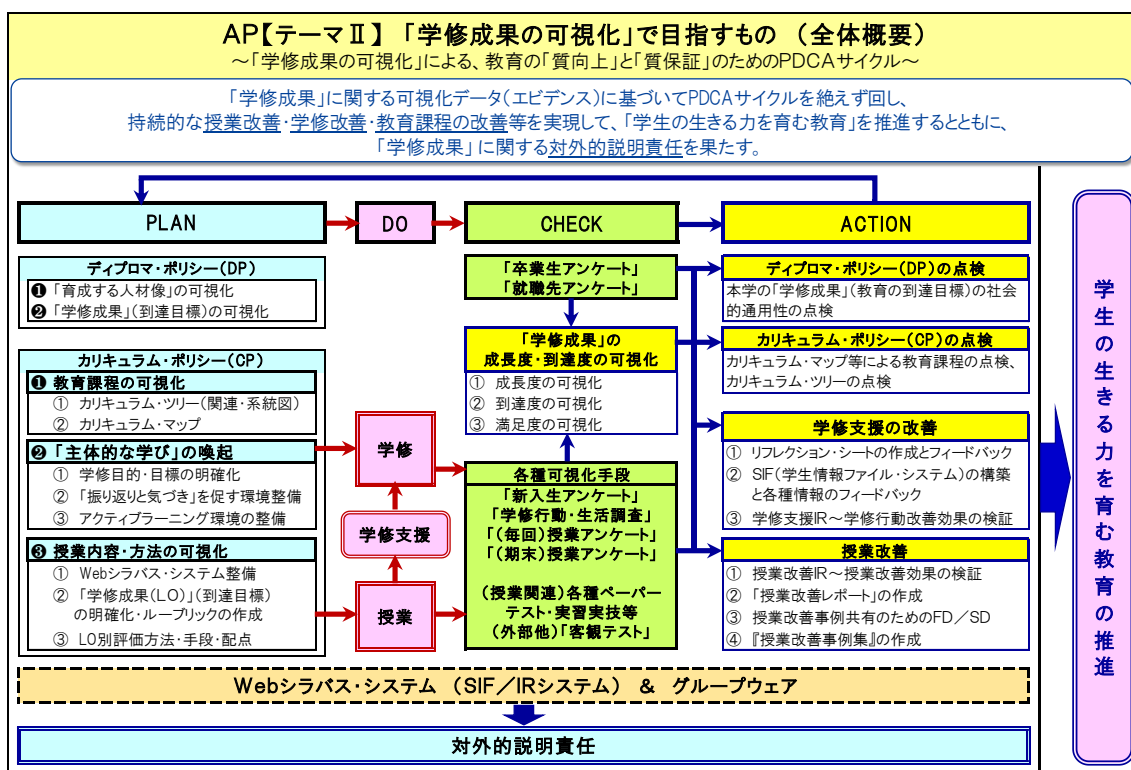 AP【テーマⅡ】 「学修成果の可視化」で目指すもの （全体概要）
～「学修成果の可視化」による、教育の「質向上」と「質保証」のためのPDCAサイクル～
「学修成果」に関する可視化データ（エビデンス）に基づいてPDCAサイクルを絶えず回し、
持続的な授業改善・学修改善・教育課程の改善等を実現して、「学生の生きる力を育む教育」を推進するとともに、
「学修成果」に関する対外的説明責任を果たす。
PLAN
DO
CHECK
ACTION
ディプロマ・ポリシー（DP）
❶ 「育成する人材像」の可視化
❷ 「学修成果」（到達目標）の可視化
カリキュラム・ポリシー（CP）
❶ 教育課程の可視化
① カリキュラム・ツリー（関連・系統図）
② カリキュラム・マップ
❷ 「主体的な学び」の喚起
① 学修目的・目標の明確化
② 「振り返りと気づき」を促す環境整備
③ アクティブラーニング環境の整備
❸ 授業内容・方法の可視化
① Webシラバス・システム整備
② 「学修成果（LO）」（到達目標）
の明確化・ルーブリックの作成
③ LO別評価方法・手段・配点
学修
学修支援
授業
「卒業生アンケート」
「就職先アンケート」
「学修成果」の
成長度・到達度の可視化
① 成長度の可視化
② 到達度の可視化
③ 満足度の可視化
各種可視化手段
「新入生アンケート」
「学修行動・生活調査」
「（毎回）授業アンケート」
「（期末）授業アンケート」
（授業関連）各種ペーパー
テスト・実習実技等
（外部他）「客観テスト」
ディプロマ・ポリシー（DP）の点検
本学の「学修成果」（教育の到達目標）の社会
的通用性の点検
カリキュラム・ポリシー（CP）の点検
カリキュラム・マップ等による教育課程の点検、
カリキュラム・ツリーの点検
学修支援の改善
① リフレクション・シートの作成とフィードバック
② SIF（学生情報ファイル・システム）の構築
と各種情報のフィードバック
③ 学修支援IR～学修行動改善効果の検証
授業改善
① 授業改善IR～授業改善効果の検証
② 「授業改善レポート」の作成
③ 授業改善事例共有のためのFD／SD
④ 『授業改善事例集』の作成
Webシラバス・システム （SIF／IRシステム） ＆ グループウェア
対外的説明責任
学生の生きる力を育む教育の推進